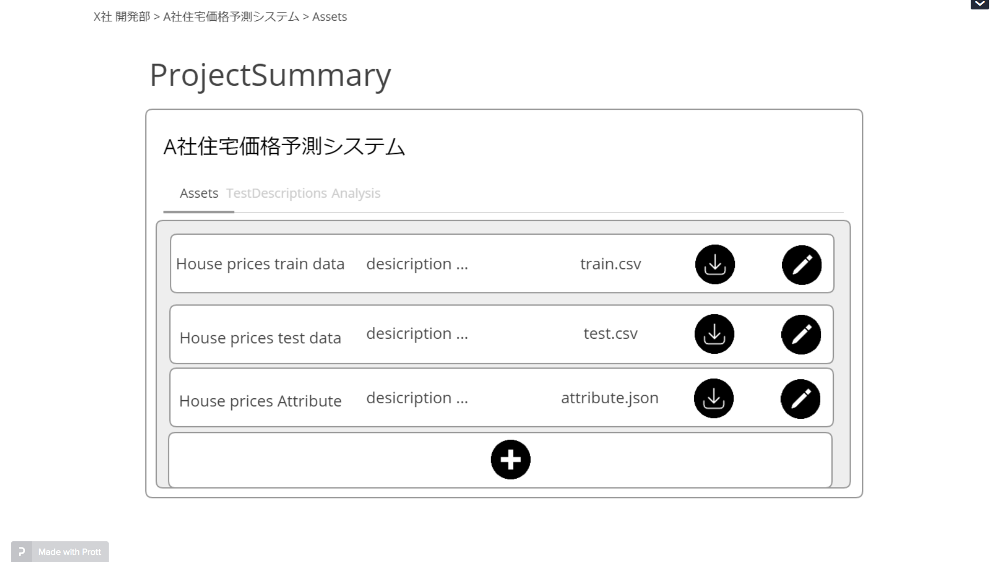 X社 開発部 > A社住宅価格予測システム > Assets
ProjectSummary
A社住宅価格予測システム
Assets TestDescriptions Analysis
House prices train data desicription ... train.csv
House prices test data desicription ... test.csv
House prices Attribute desicription ... attribute.json
Made with Prott